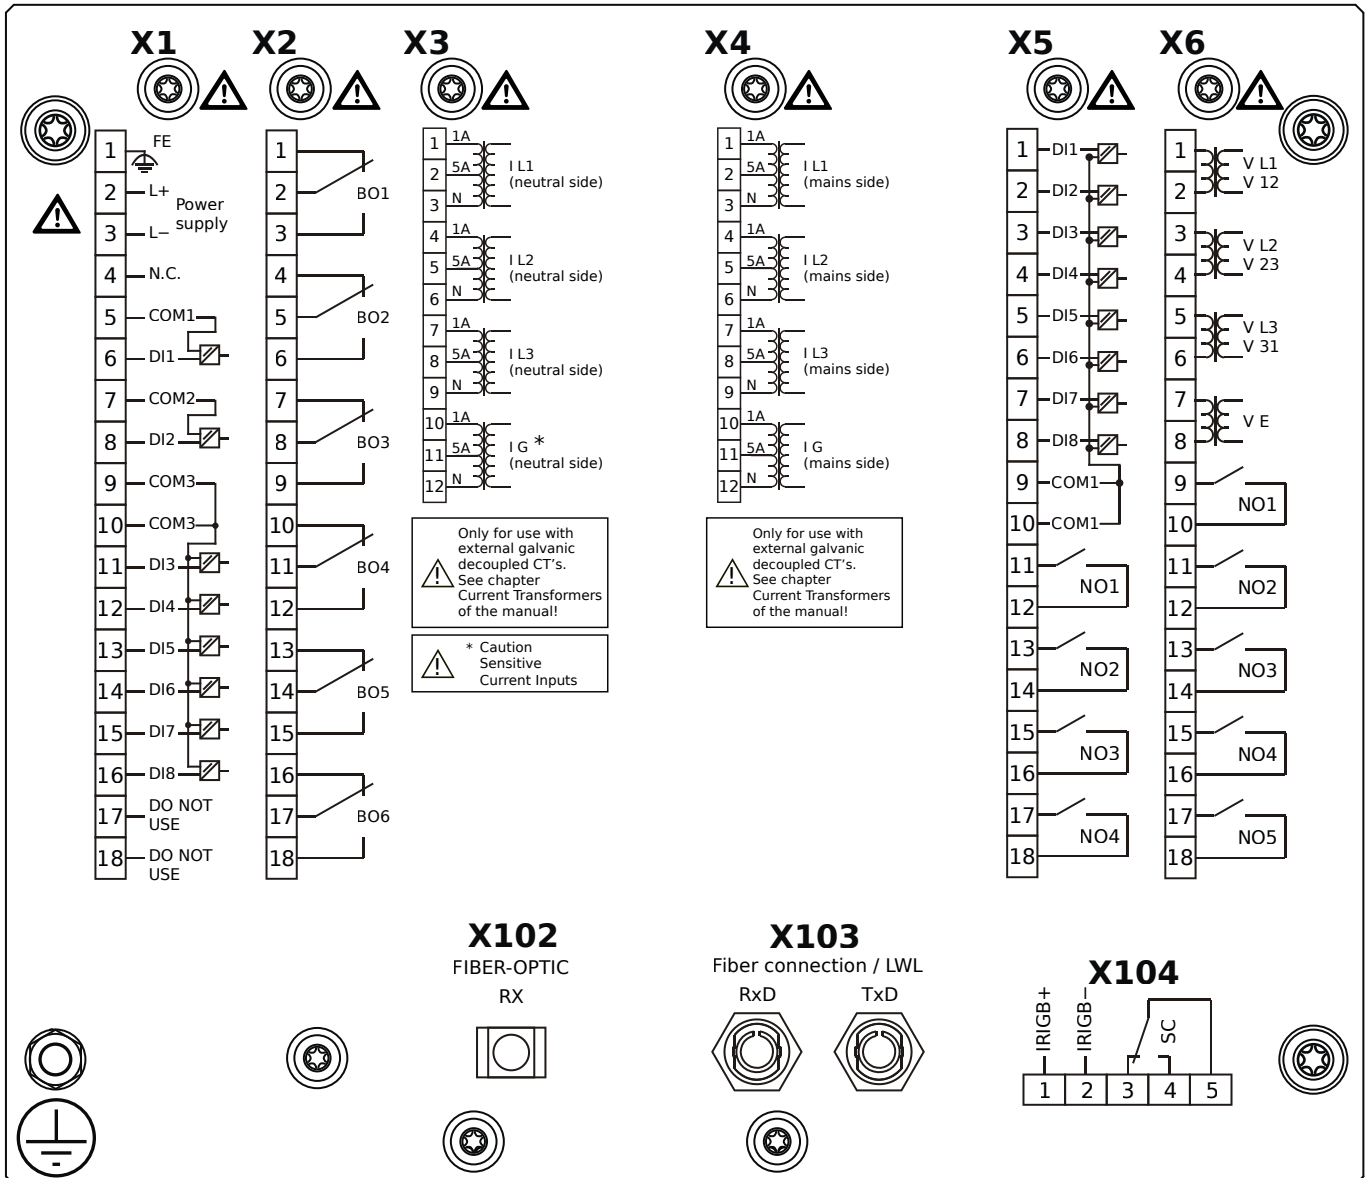 X1
X2
X3
X4
X5
X6
1
FE
2
L+
Power
supply
3
L−
4
N.C.
5
COM1
6
DI1
7
COM2
8
DI2
9
COM3
10
COM3
11
DI3
12
DI4
13
DI5
14
DI6
15
DI7
16
DI8
17
DO NOT
USE
18
DO NOT
USE
1
2
BO1
3
4
5
BO2
6
7
8
BO3
9
10
11
BO4
12
13
14
BO5
15
16
17
BO6
18
1 1A
2 5A
3 N
I L1
(neutral side)
4 1A
5 5A
6 N
I L2
(neutral side)
7 1A
8 5A
9 N
I L3
(neutral side)
10 1A
11 5A
12 N
I G *
(neutral side)
Only for use with
external galvanic
decoupled CT's.
See chapter
Current Transformers
of the manual!
* Caution
Sensitive
Current Inputs
1 1A
2 5A
3 N
I L1
(mains side)
4 1A
5 5A
6 N
I L2
(mains side)
7 1A
8 5A
9 N
I L3
(mains side)
10 1A
11 5A
12 N
I G
(mains side)
Only for use with
external galvanic
decoupled CT's.
See chapter
Current Transformers
of the manual!
1 DI1
2 DI2
3 DI3
4 DI4
5 DI5
6 DI6
7 DI7
8 DI8
9 COM1
10 COM1
11
NO1
12
13
NO2
14
15
NO3
16
17
NO4
18
1
2
V L1
V 12
3
4
V L2
V 23
5
6
V L3
V 31
7
8
V E
9
NO1
10
11
NO2
12
13
NO3
14
15
NO4
16
17
NO5
18
X102
FIBER-OPTIC
RX
X103
Fiber connection / LWL
RxD
TxD
X104
IRIGB+
IRIGB−
SC
1 2 3 4 5